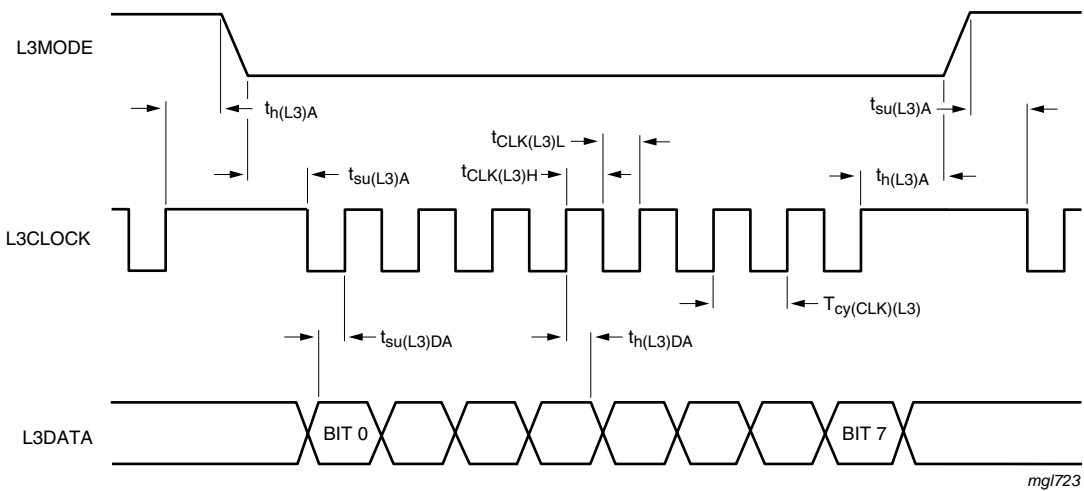 L3MODE
th(L3)A
tsu(L3)A
tCLK(L3)L
tsu(L3)A
tCLK(L3)H
th(L3)A
L3CLOCK
Tcy(CLK)(L3)
tsu(L3)DA
th(L3)DA
L3DATA
BIT 0
BIT 7
mgl723